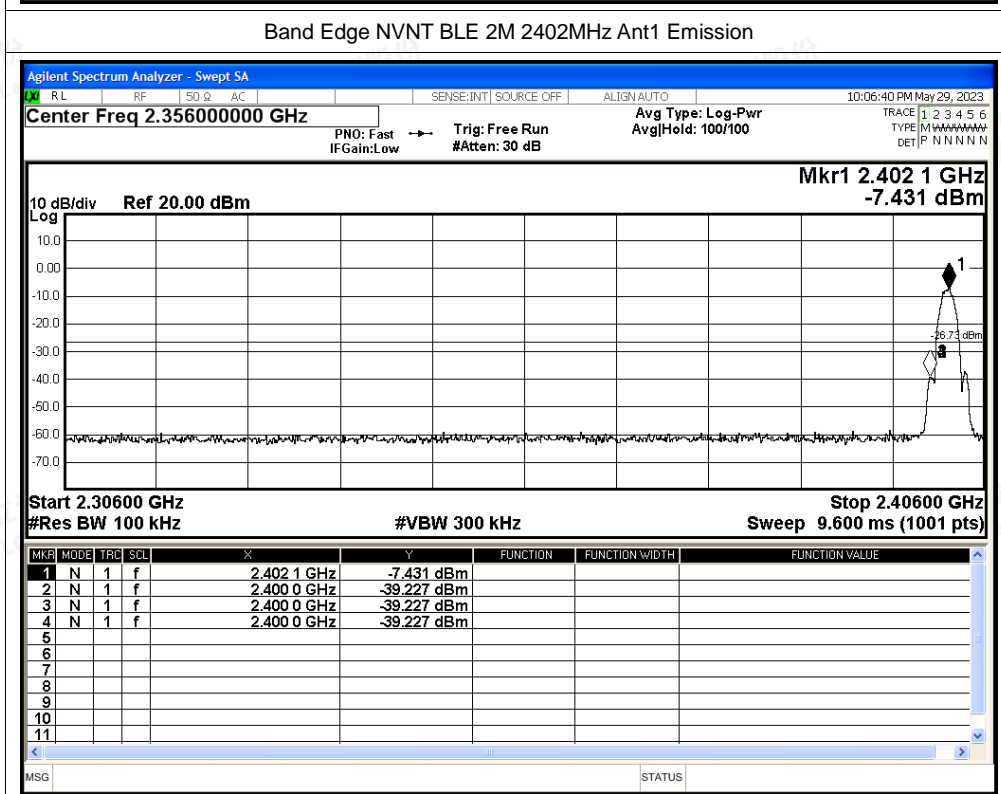 Band Edge NVNT BLE 2M 2402MHz Ant1 Emission
Agilent Spectrum Analyzer - Swept SA
LXI RL RF 50 Ω AC SENSE:INT SOURCE OFF ALIGN AUTO 10:06:40 PM May 29, 2023
Center Freq 2.356000000 GHz
PNO: Fast
IFGain:Low
Trig: Free Run
#Atten: 30 dB
Avg Type: Log-Pwr
Avg|Hold: 100/100
TRACE 1 2 3 4 5 6
TYPE M WWWWW
DET P N N N N N
Mkr1 2.402 1 GHz
-7.431 dBm
10 dB/div Ref 20.00 dBm
Log
10.0
0.00
-10.0
-20.0
-30.0
-40.0
-50.0
-60.0
-70.0
1
-26.73 dBm
Start 2.30600 GHz Stop 2.40600 GHz
#Res BW 100 kHz #VBW 300 kHz Sweep 9.600 ms (1001 pts)
MKR MODE TRC SCL X Y FUNCTION FUNCTION WIDTH FUNCTION VALUE
1 N 1 f 2.402 1 GHz -7.431 dBm
2 N 1 f 2.400 0 GHz -39.227 dBm
3 N 1 f 2.400 0 GHz -39.227 dBm
4 N 1 f 2.400 0 GHz -39.227 dBm
5
6
7
8
9
10
11
MSG STATUS